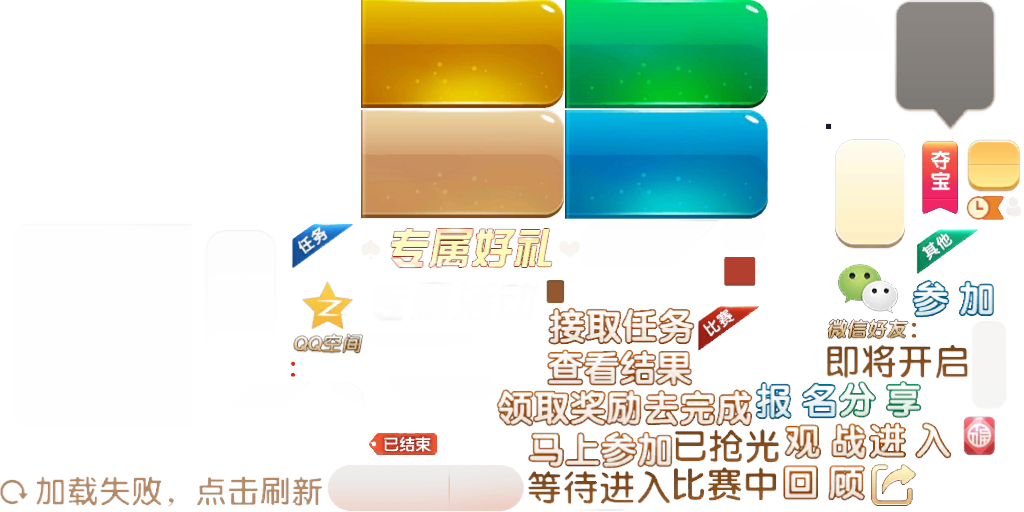 夺宝
任务
专属好礼
其他
参 加
QQ空间
接取任务
比赛
微信好友：
即将开启
查看结果
领取奖励去完成
报 名
分 享
已结束
马上参加
已抢光
观 战
进 入
加载失败，点击刷新
等待进入
比赛中
回 顾